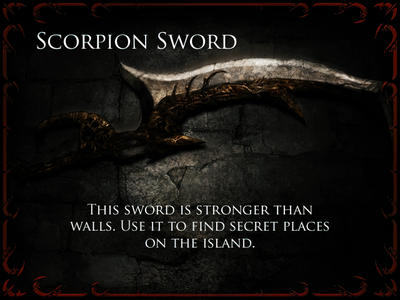 Scorpion Sword
This sword is stronger than
walls. Use it to find secret places
on the island.